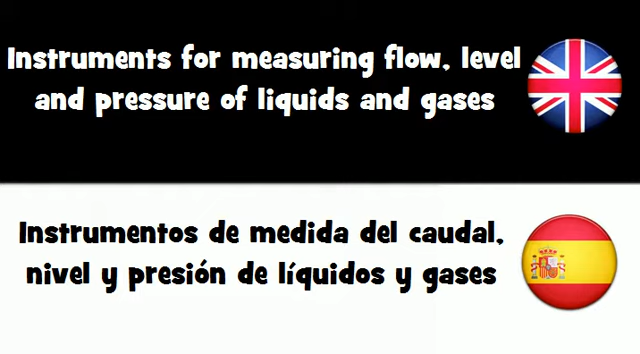 Instruments for measuring flow, level
and pressure of liquids and gases
Instrumentos de medida del caudal,
nivel y presión de líquidos y gases